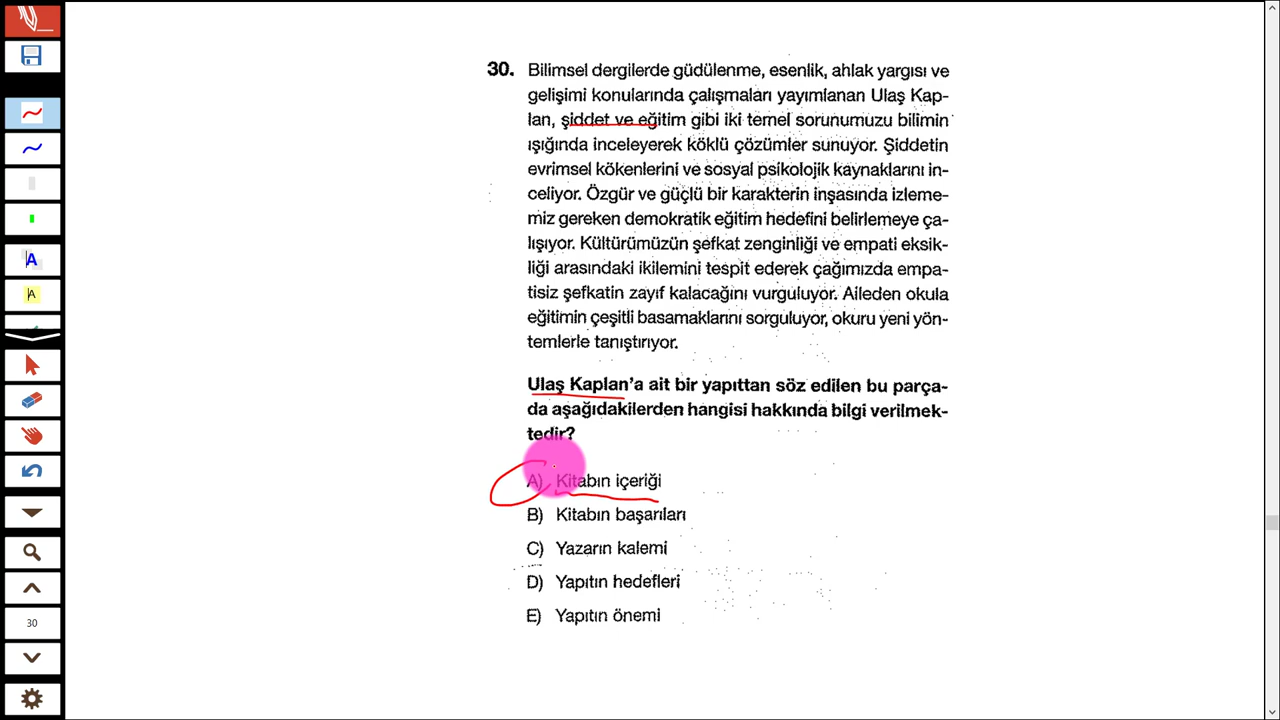 30. Bilimsel dergilerde güdülenme, esenlik, ahlak yargısı ve
gelişimi konularında çalışmaları yayımlanan Ulaş Kap-
lan, şiddet ve eğitim gibi iki temel sorunumuzu bilimin
ışığında inceleyerek köklü çözümler sunuyor. Şiddetin
evrimsel kökenlerini ve sosyal psikolojik kaynaklarını in-
celiyor. Özgür ve güçlü bir karakterin inşasında izleme-
miz gereken demokratik eğitim hedefini belirlemeye ça-
lışıyor. Kültürümüzün şefkat zenginliği ve empati eksik-
liği arasındaki ikilemini tespit ederek çağımızda empa-
tisiz şefkatin zayıf kalacağını vurguluyor. Aileden okula
eğitimin çeşitli basamaklarını sorguluyor, okuru yeni yön-
temlerle tanıştırıyor.
Ulaş Kaplan'a ait bir yapıttan söz edilen bu parça-
da aşağıdakilerden hangisi hakkında bilgi verilmek-
tedir?
A) Kitabın içeriği
B) Kitabın başarıları
C) Yazarın kalemi
D) Yapıtın hedefleri
E) Yapıtın önemi
A
A
30